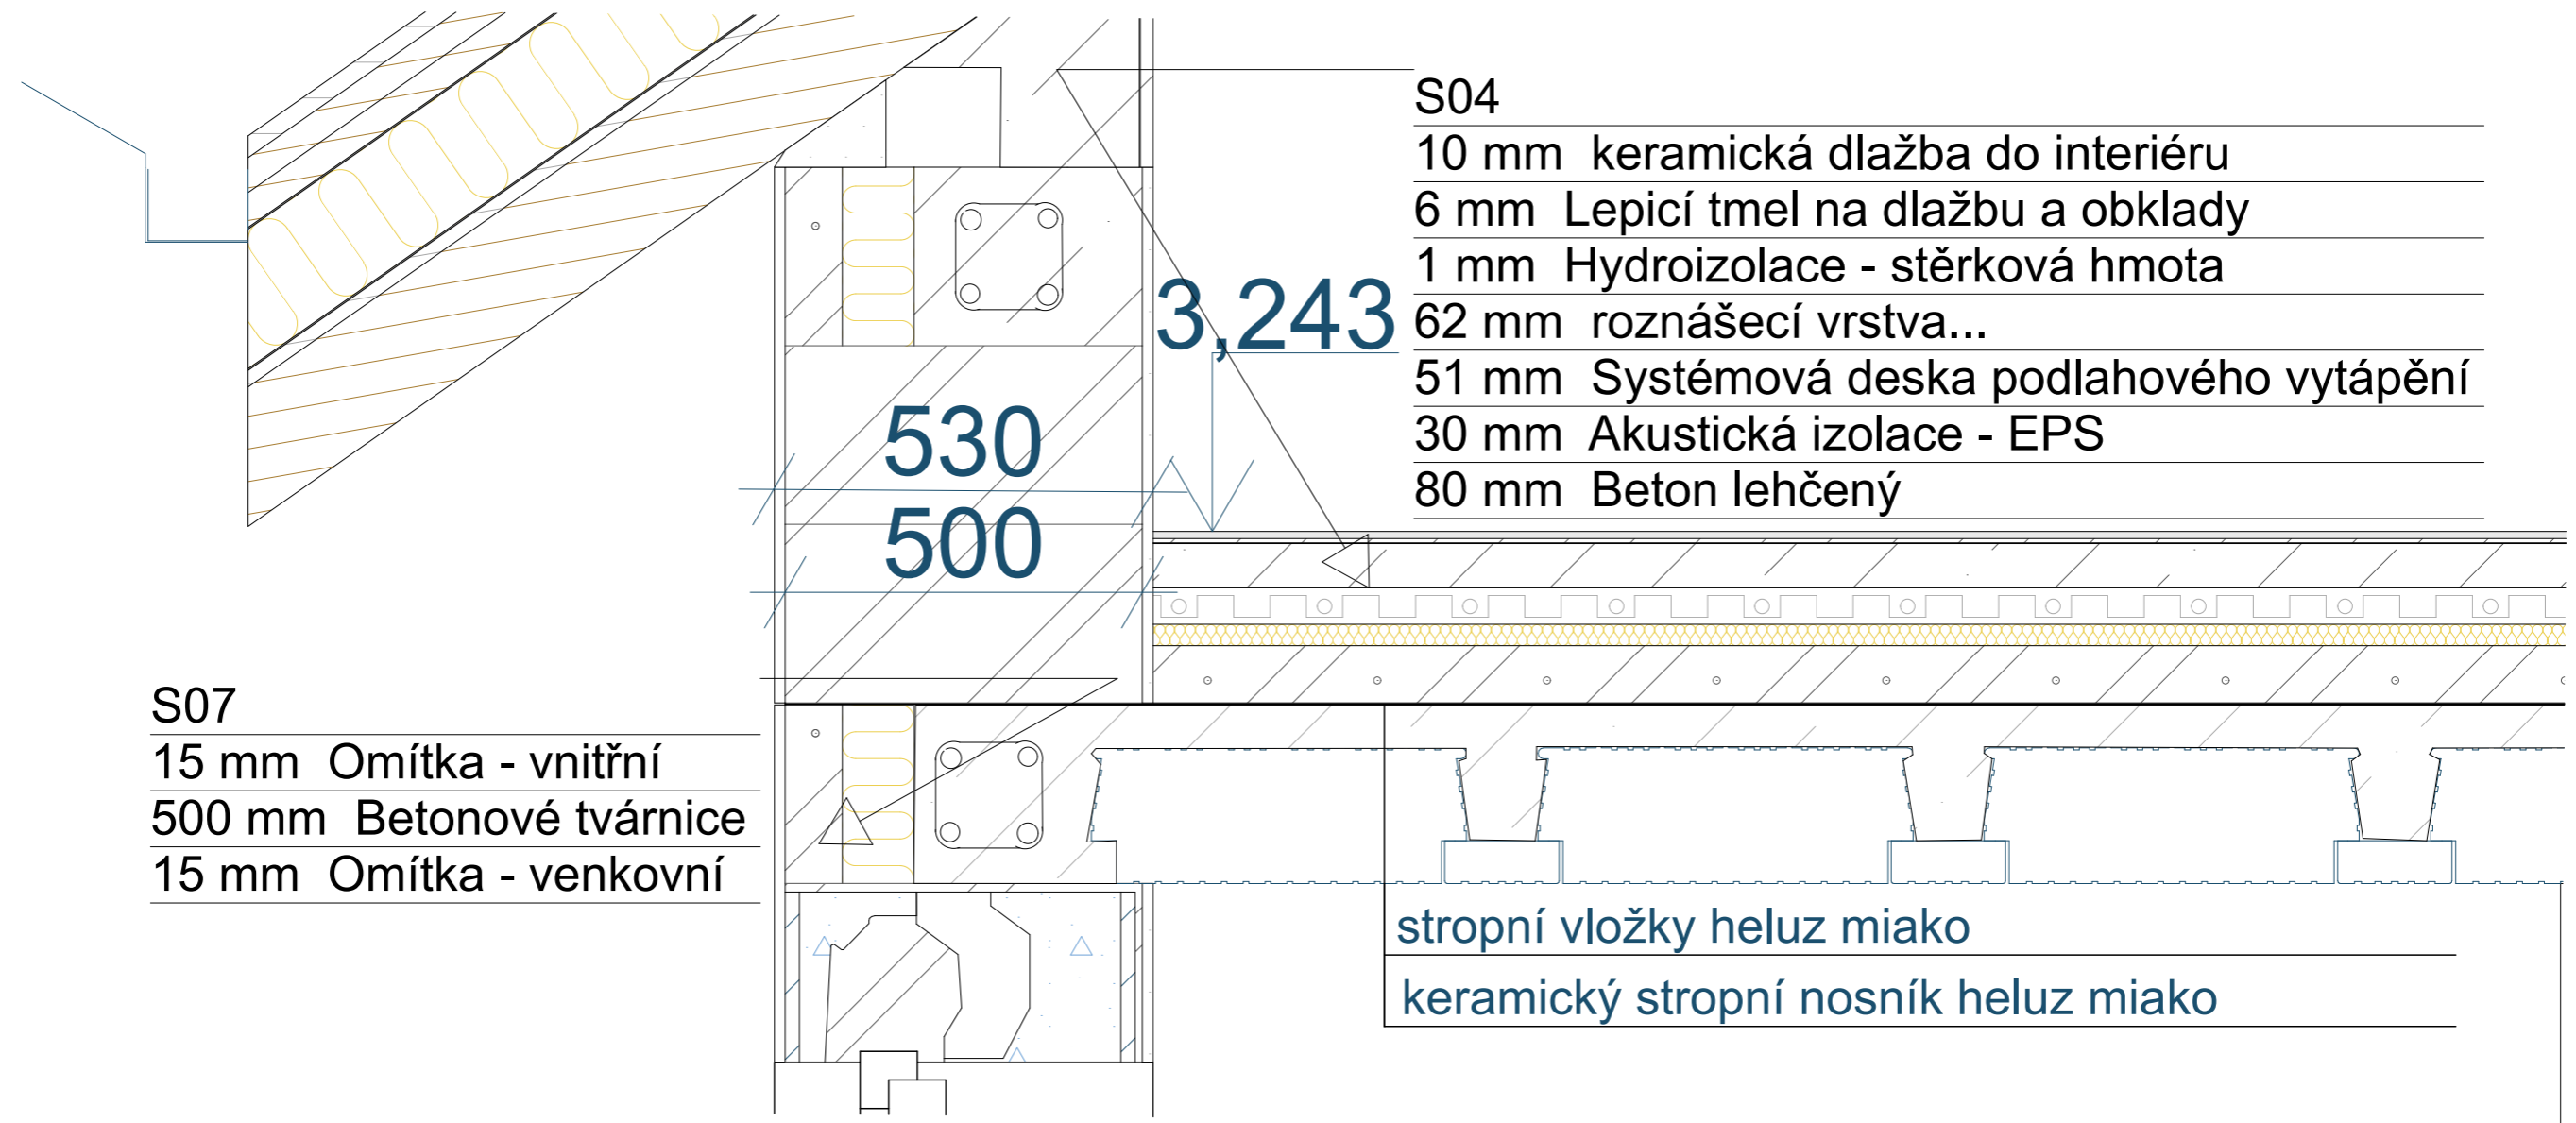 S04
10 mm keramická dlažba do interiéru
6 mm Lepicí tmel na dlažbu a obklady
1 mm Hydroizolace - stěrková hmota
62 mm roznášecí vrstva...
51 mm Systémová deska podlahového vytápění
30 mm Akustická izolace - EPS
80 mm Beton lehčený
3,243
530
500
S07
15 mm Omítka - vnitřní
500 mm Betonové tvárnice
15 mm Omítka - venkovní
stropní vložky heluz miako
keramický stropní nosník heluz miako